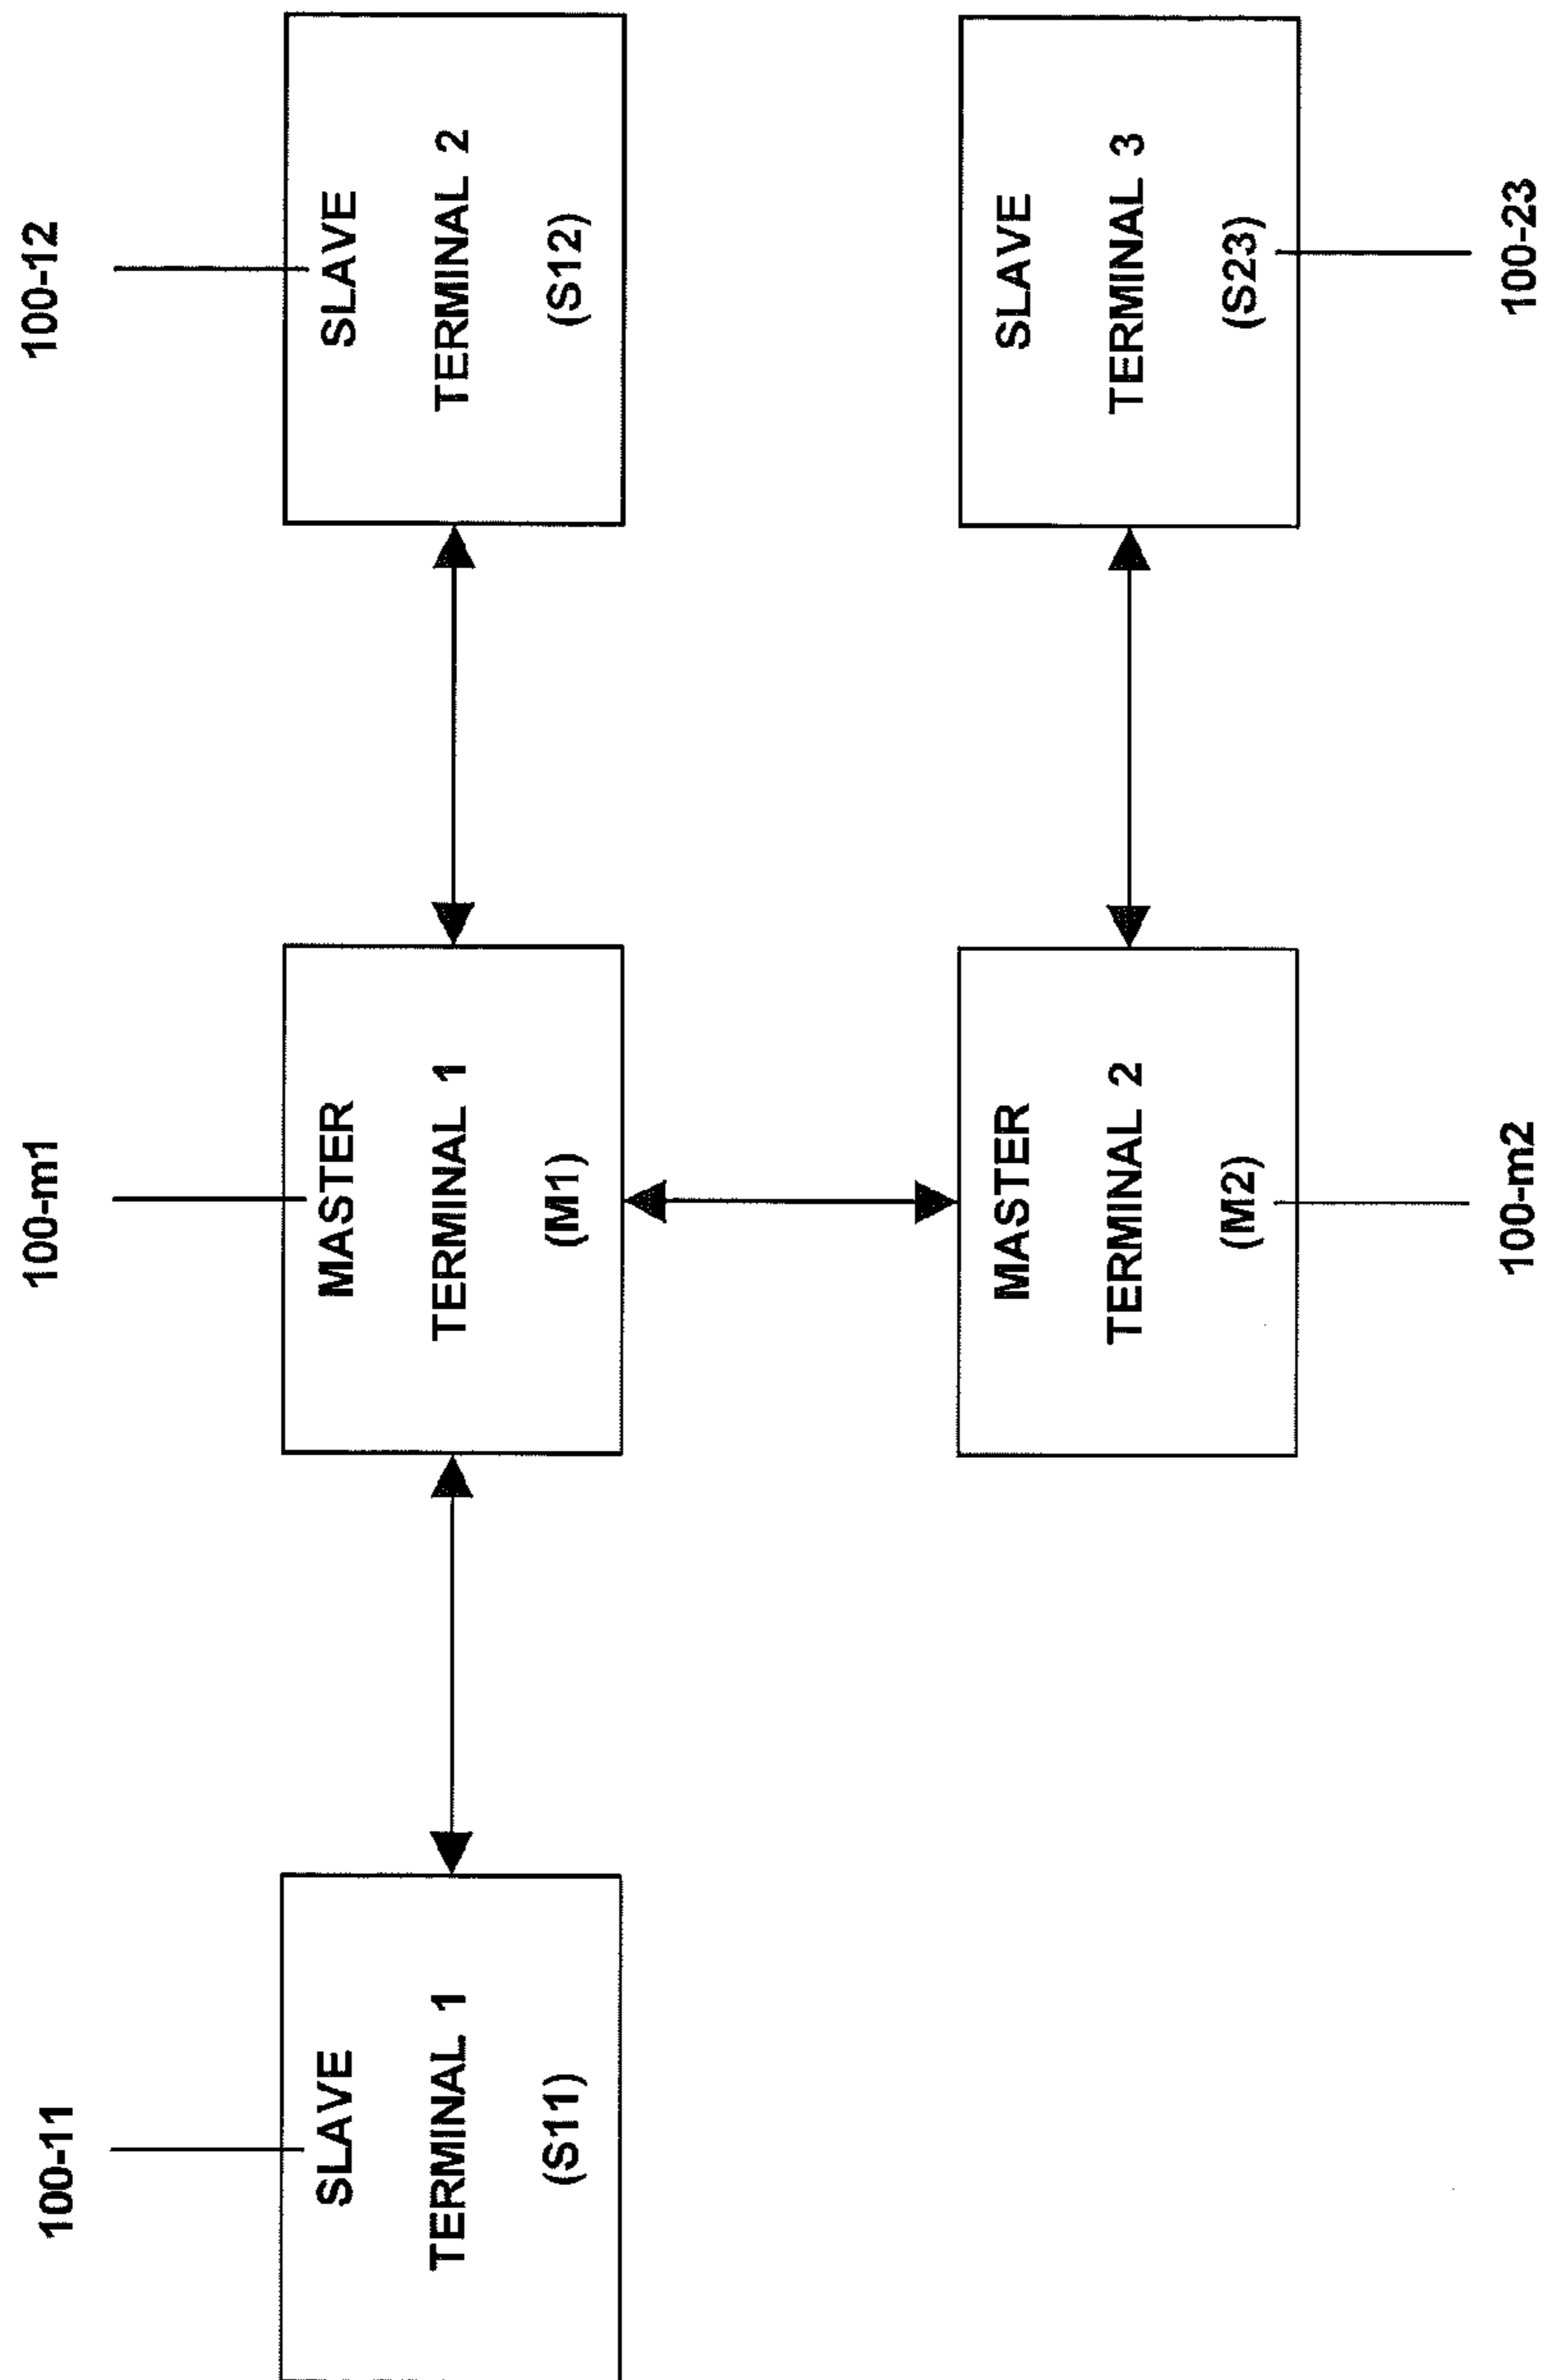 100-11
100-m1
100-12
SLAVE
TERMINAL 1
(S11)
MASTER
TERMINAL 1
(M1)
SLAVE
TERMINAL 2
(S12)
MASTER
TERMINAL 2
(M2)
SLAVE
TERMINAL 3
(S23)
100-m2
100-23